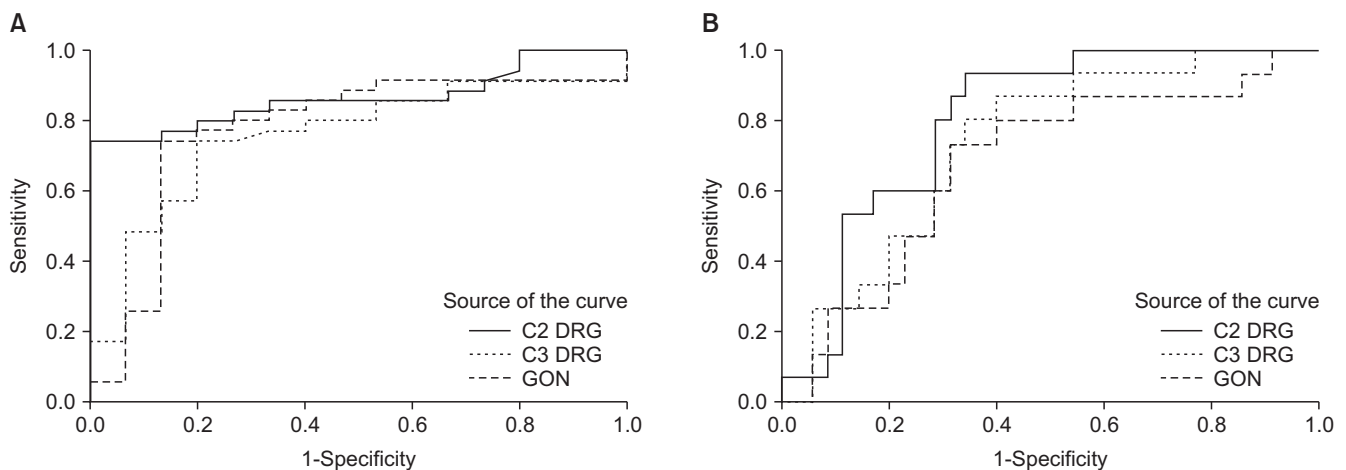 A
1.0
0.8
0.6
0.4
0.2
0.0
Sensitivity
0.0 0.2 0.4 0.6 0.8 1.0
1-Specificity
Source of the curve
C2 DRG
C3 DRG
GON
B
1.0
0.8
0.6
0.4
0.2
0.0
Sensitivity
0.0 0.2 0.4 0.6 0.8 1.0
1-Specificity
Source of the curve
C2 DRG
C3 DRG
GON